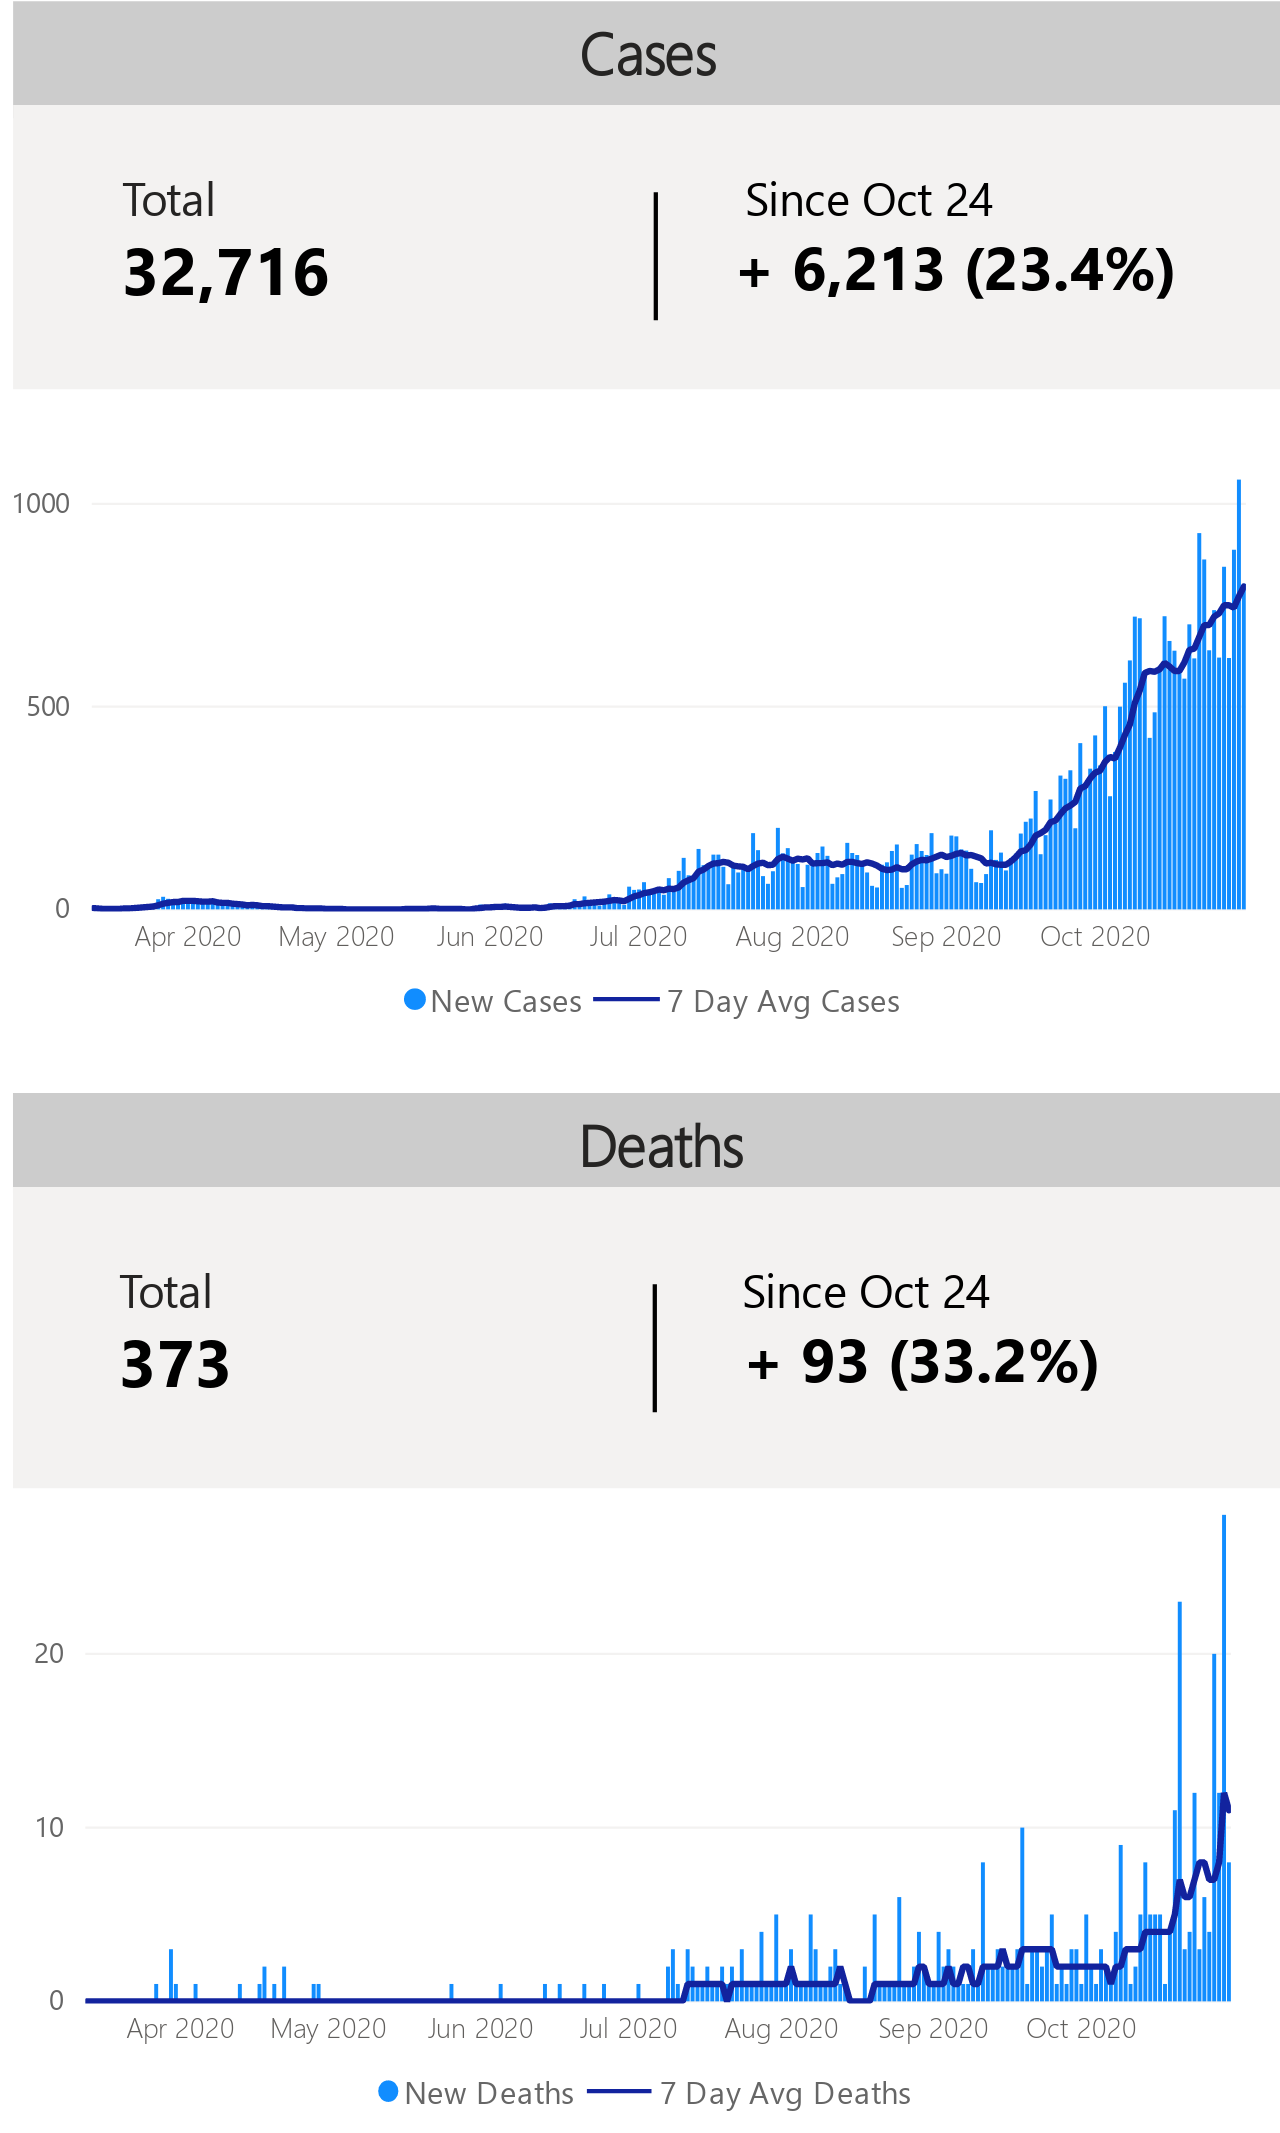 Cases
Total
Since Oct 24
32,716
+ 6,213 (23.4%)
1000
500
0
Apr 2020 May 2020 Jun 2020 Jul 2020 Aug 2020 Sep 2020 Oct 2020
New Cases 7 Day Avg Cases
Deaths
Total
Since Oct 24
373
+ 93 (33.2%)
20
10
0
Apr 2020 May 2020 Jun 2020 Jul 2020 Aug 2020 Sep 2020 Oct 2020
New Deaths 7 Day Avg Deaths